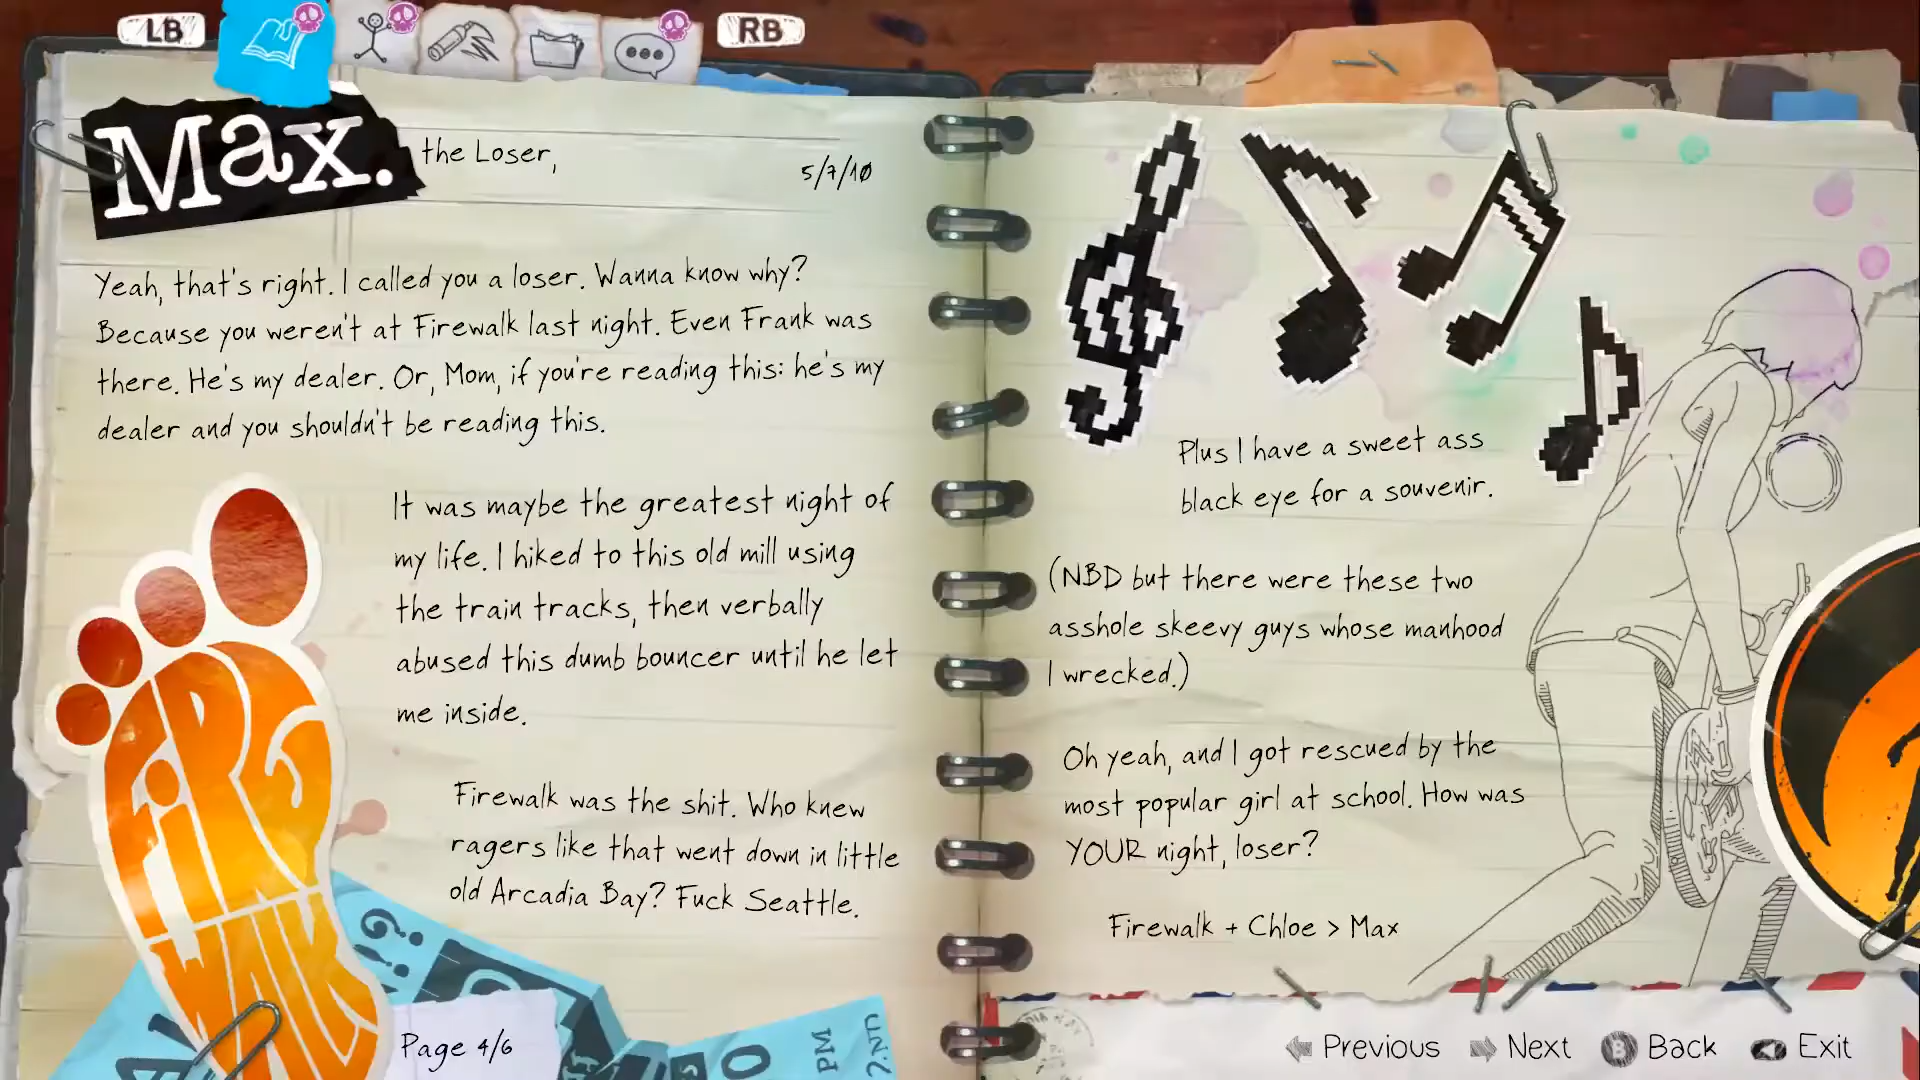 LB
RB
Max. the Loser,
5/7/10
Yeah, that's right. I called you a loser. Wanna know why?
Because you weren't at Firewalk last night. Even Frank was
there. He's my dealer. Or, Mom, if you're reading this: he's my
dealer and you shouldn't be reading this.
It was maybe the greatest night of
my life. I hiked to this old mill using
the train tracks, then verbally
abused this dumb bouncer until he let
me inside.
Firewalk was the shit. Who knew
ragers like that went down in little
old Arcadia Bay? Fuck Seattle.
FiRe
WALK
PM
Page 4/6
Plus I have a sweet ass
black eye for a souvenir.
(NBD but there were these two
asshole skeevy guys whose manhood
I wrecked.)
Oh yeah, and I got rescued by the
most popular girl at school. How was
YOUR night, loser?
Firewalk + Chloe > Max
Previous
Next
B Back
Exit